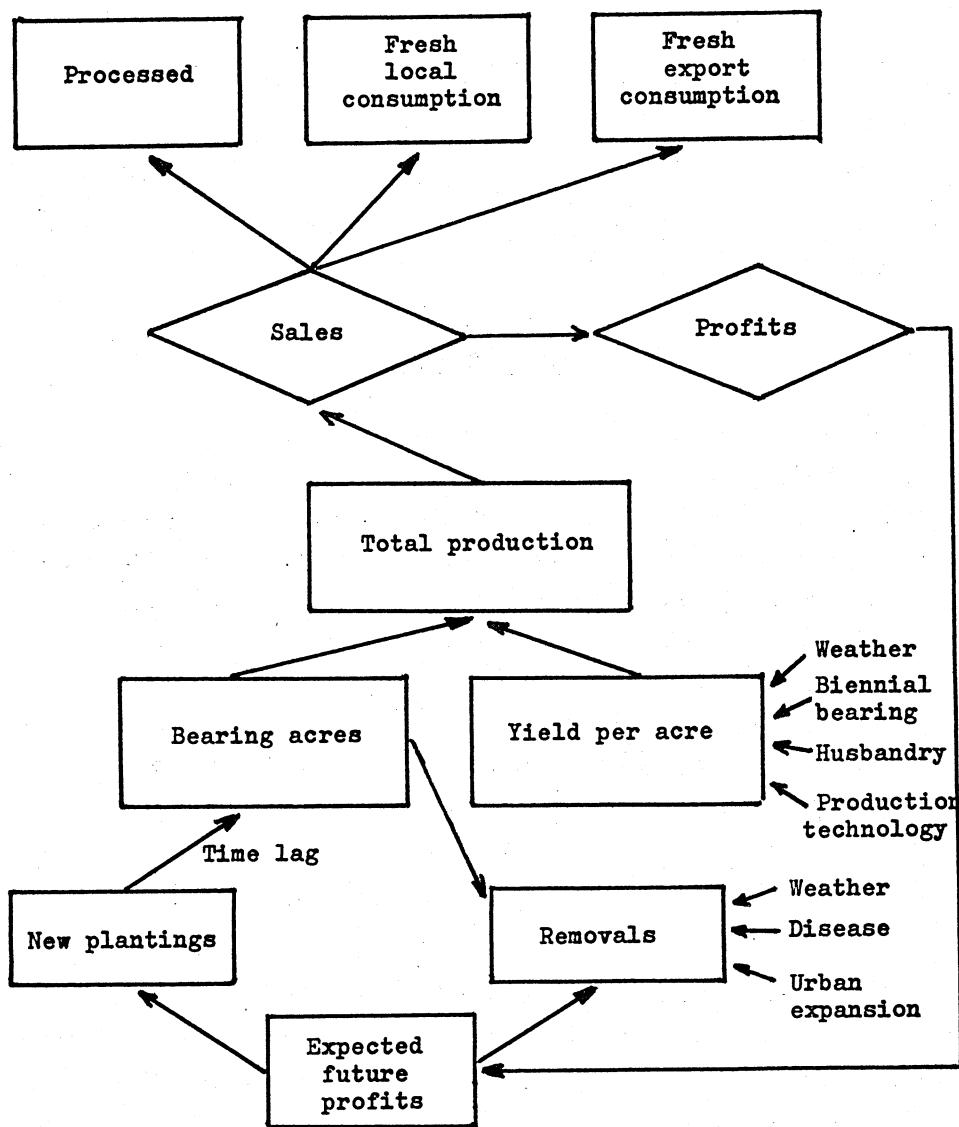 Processed
Fresh
local
consumption
Fresh
export
consumption
Sales
Profits
Total production
Bearing acres
Yield per acre
Weather
Biennial
bearing
Husbandry
Production
technology
Time lag
New plantings
Removals
Weather
Disease
Urban
expansion
Expected
future
profits